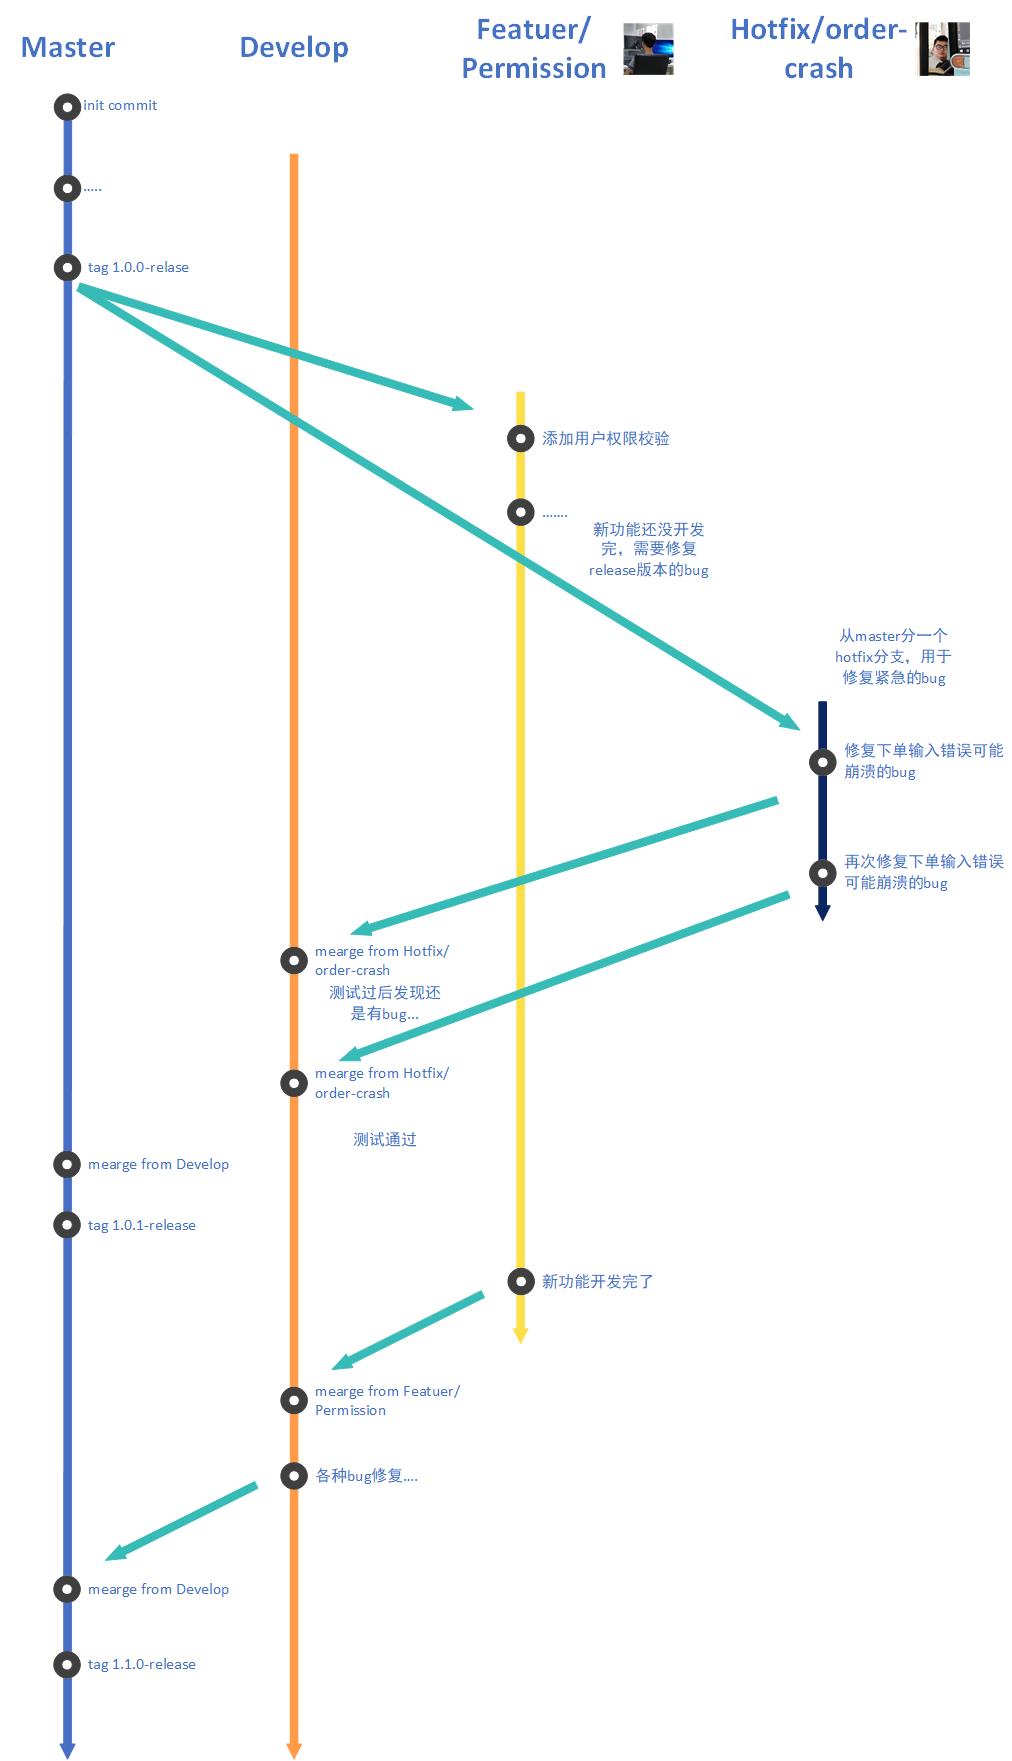 Master
Develop
Featuer/
Permission
Hotfix/order-
crash
init commit
.....
tag 1.0.0-relase
添加用户权限校验
.......
新功能还没开发
完，需要修复
release版本的bug
从master分一个
hotfix分支，用于
修复紧急的bug
修复下单输入错误可能
崩溃的bug
再次修复下单输入错误
可能崩溃的bug
mearge from Hotfix/
order-crash
测试过后发现还
是有bug...
mearge from Hotfix/
order-crash
测试通过
mearge from Develop
tag 1.0.1-release
新功能开发完了
mearge from Featuer/
Permission
各种bug修复....
mearge from Develop
tag 1.1.0-release